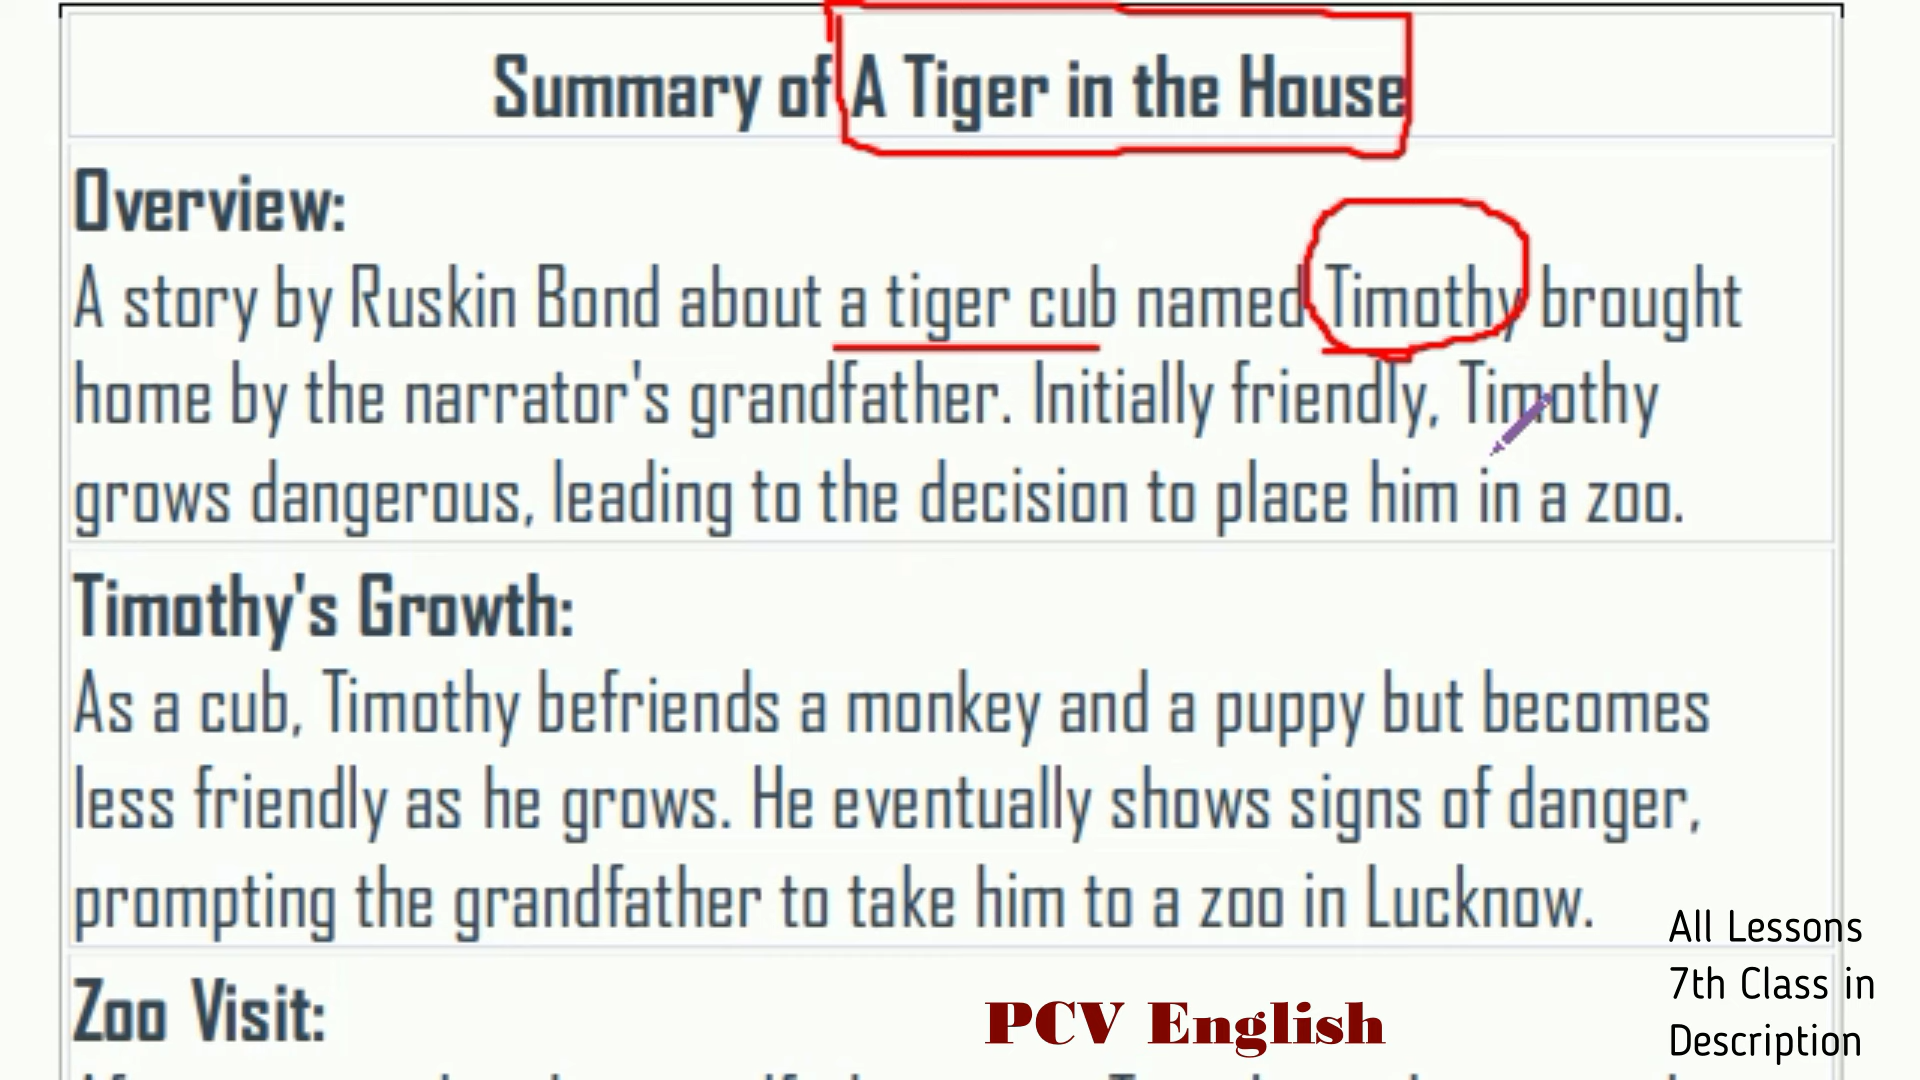 Summary of A Tiger in the House
Overview:
A story by Ruskin Bond about a tiger cub named Timothy brought
home by the narrator's grandfather. Initially friendly, Timothy
grows dangerous, leading to the decision to place him in a zoo.
Timothy's Growth:
As a cub, Timothy befriends a monkey and a puppy but becomes
less friendly as he grows. He eventually shows signs of danger,
prompting the grandfather to take him to a zoo in Lucknow.
Zoo Visit:
PCV English
All Lessons
7th Class in
Description